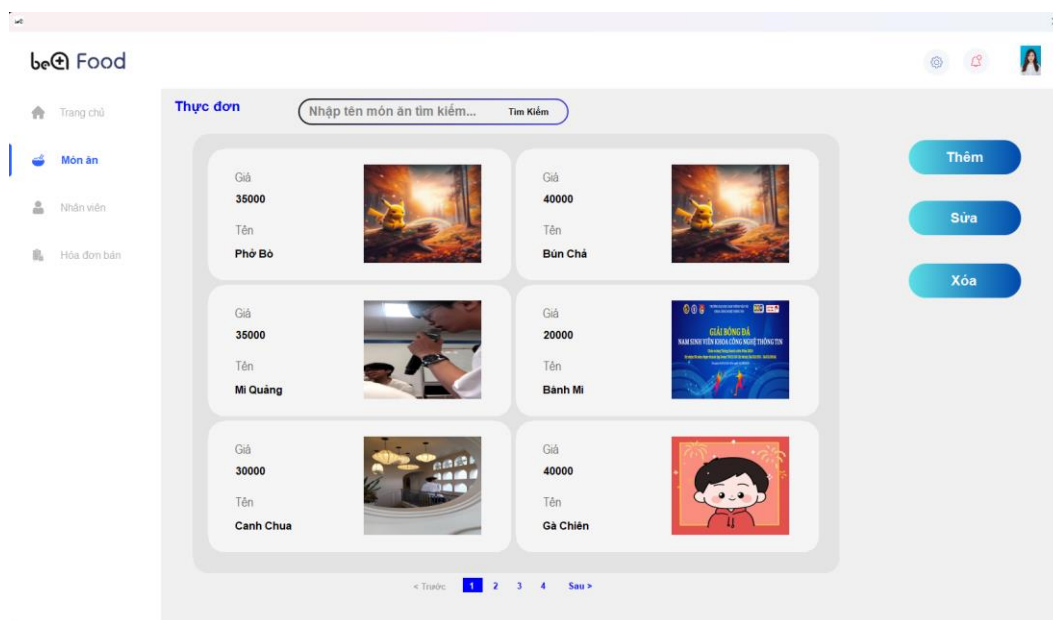 be Food
Trang chủ
Món ăn
Nhân viên
Hóa đơn bán
Thực đơn
Nhập tên món ăn tìm kiếm...
Tìm Kiếm
Giá
35000
Tên
Phở Bò
Giá
40000
Tên
Bún Chả
Giá
35000
Tên
Mì Quảng
Giá
20000
Tên
Bánh Mì
GIẢI BÓNG ĐÁ
NAM SINH VIÊN KHOA CÔNG NGHỆ THÔNG TIN
Giá
30000
Tên
Canh Chua
Giá
40000
Tên
Gà Chiên
Thêm
Sửa
Xóa
< Trước 1 2 3 4 Sau >